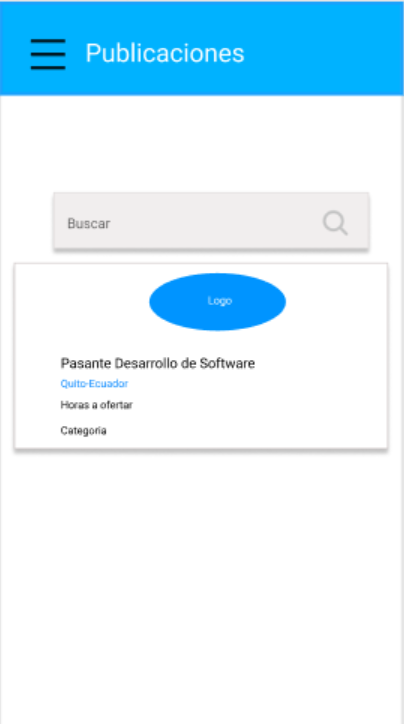 Publicaciones
Buscar
Logo
Pasante Desarrollo de Software
Quito-Ecuador
Horas a ofertar
Categoria